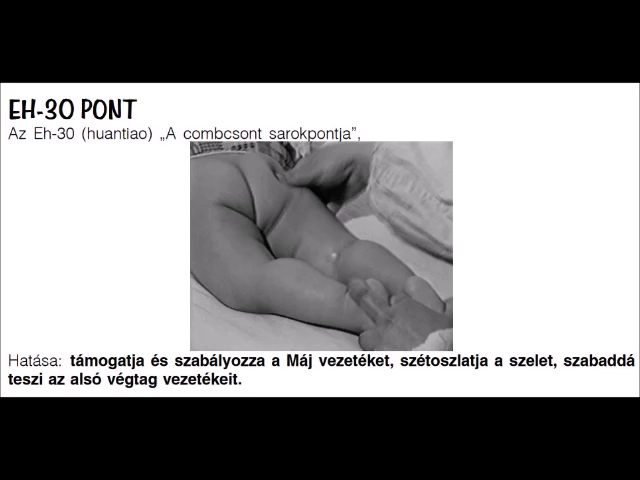 EH-30 PONT
Az Eh-30 (huantiao) „A combcsont sarokpontja”,
Hatása: támogatja és szabályozza a Máj vezetéket, szétoszlatja a szelet, szabaddá
teszi az alsó végtag vezetékeit.